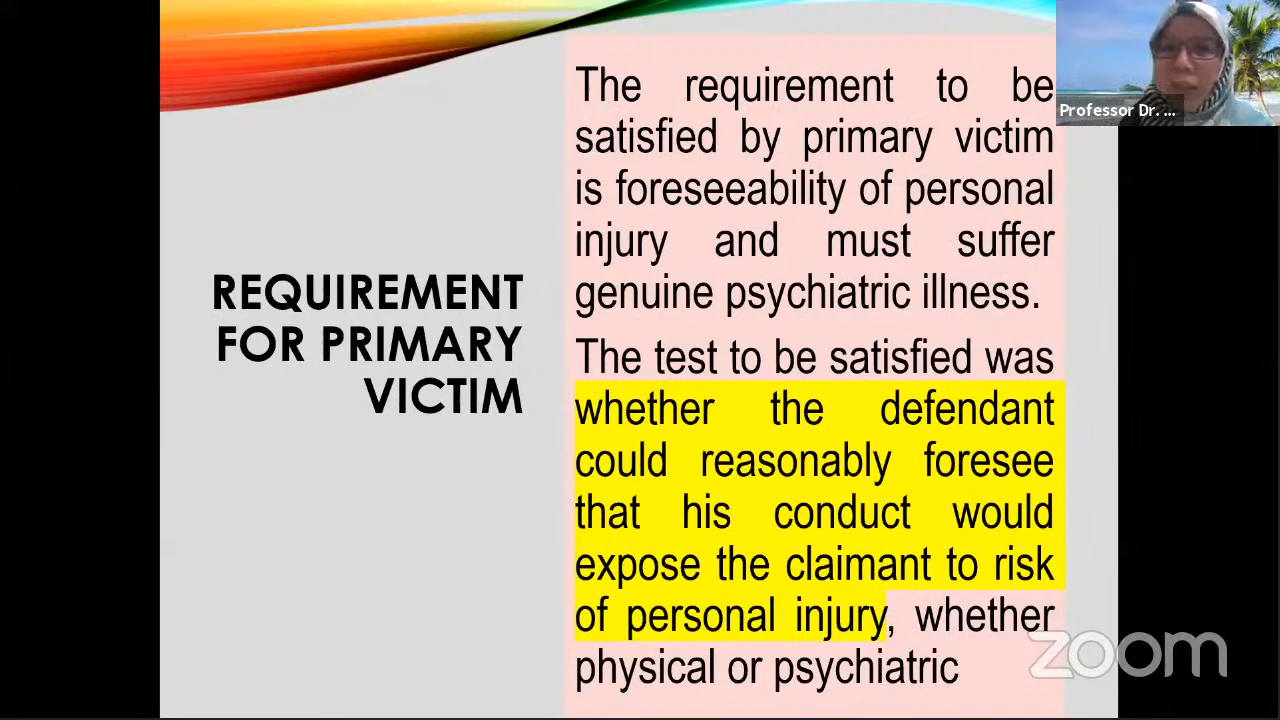 REQUIREMENT
FOR PRIMARY
VICTIM
The requirement to be
satisfied by primary victim
is foreseeability of personal
injury and must suffer
genuine psychiatric illness.
The test to be satisfied was
whether the defendant
could reasonably foresee
that his conduct would
expose the claimant to risk
of personal injury, whether
physical or psychiatric
Professor Dr. ...
zoom